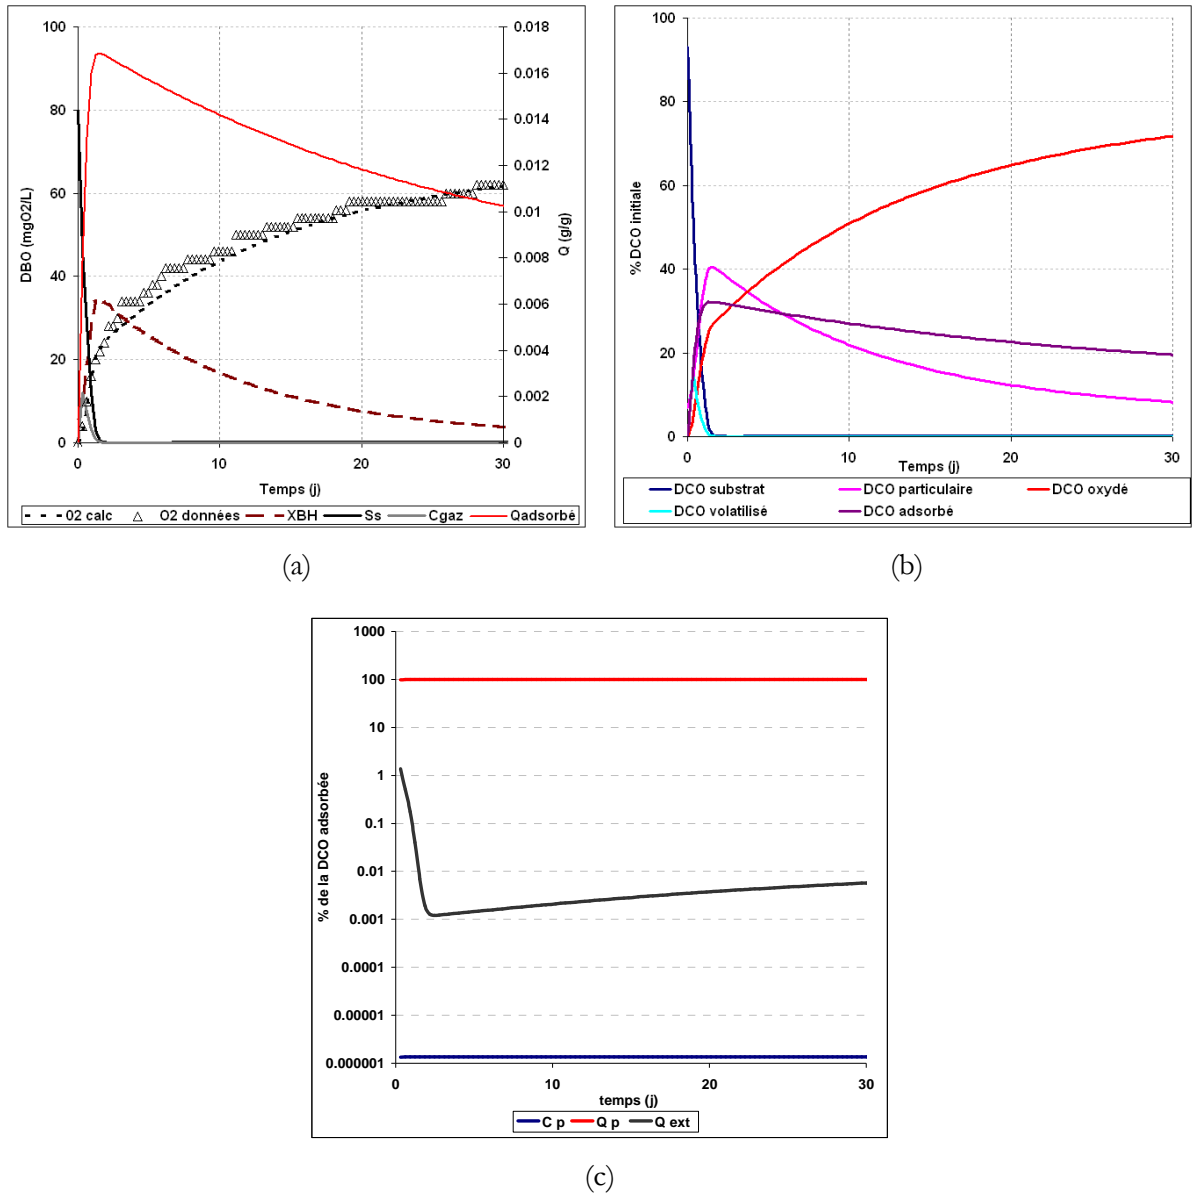 100
80
60
40
20
0
DBO (mgO2/L)
0.018
0.016
0.014
0.012
0.01
0.008
0.006
0.004
0.002
0
Q (g/g)
0 10 20 30
Temps (j)
O2 calc O2 données XBH Ss Cgaz Qadsorbé
(a)
100
80
60
40
20
0
% DCO initiale
0 10 20 30
Temps (j)
DCO substrat DCO particulaire DCO oxydé
DCO volatilisé DCO adsorbé
(b)
1000
100
10
1
0.1
0.01
0.001
0.0001
0.00001
0.000001
% de la DCO adsorbée
0 10 20 30
temps (j)
C p Q p Q ext
(c)